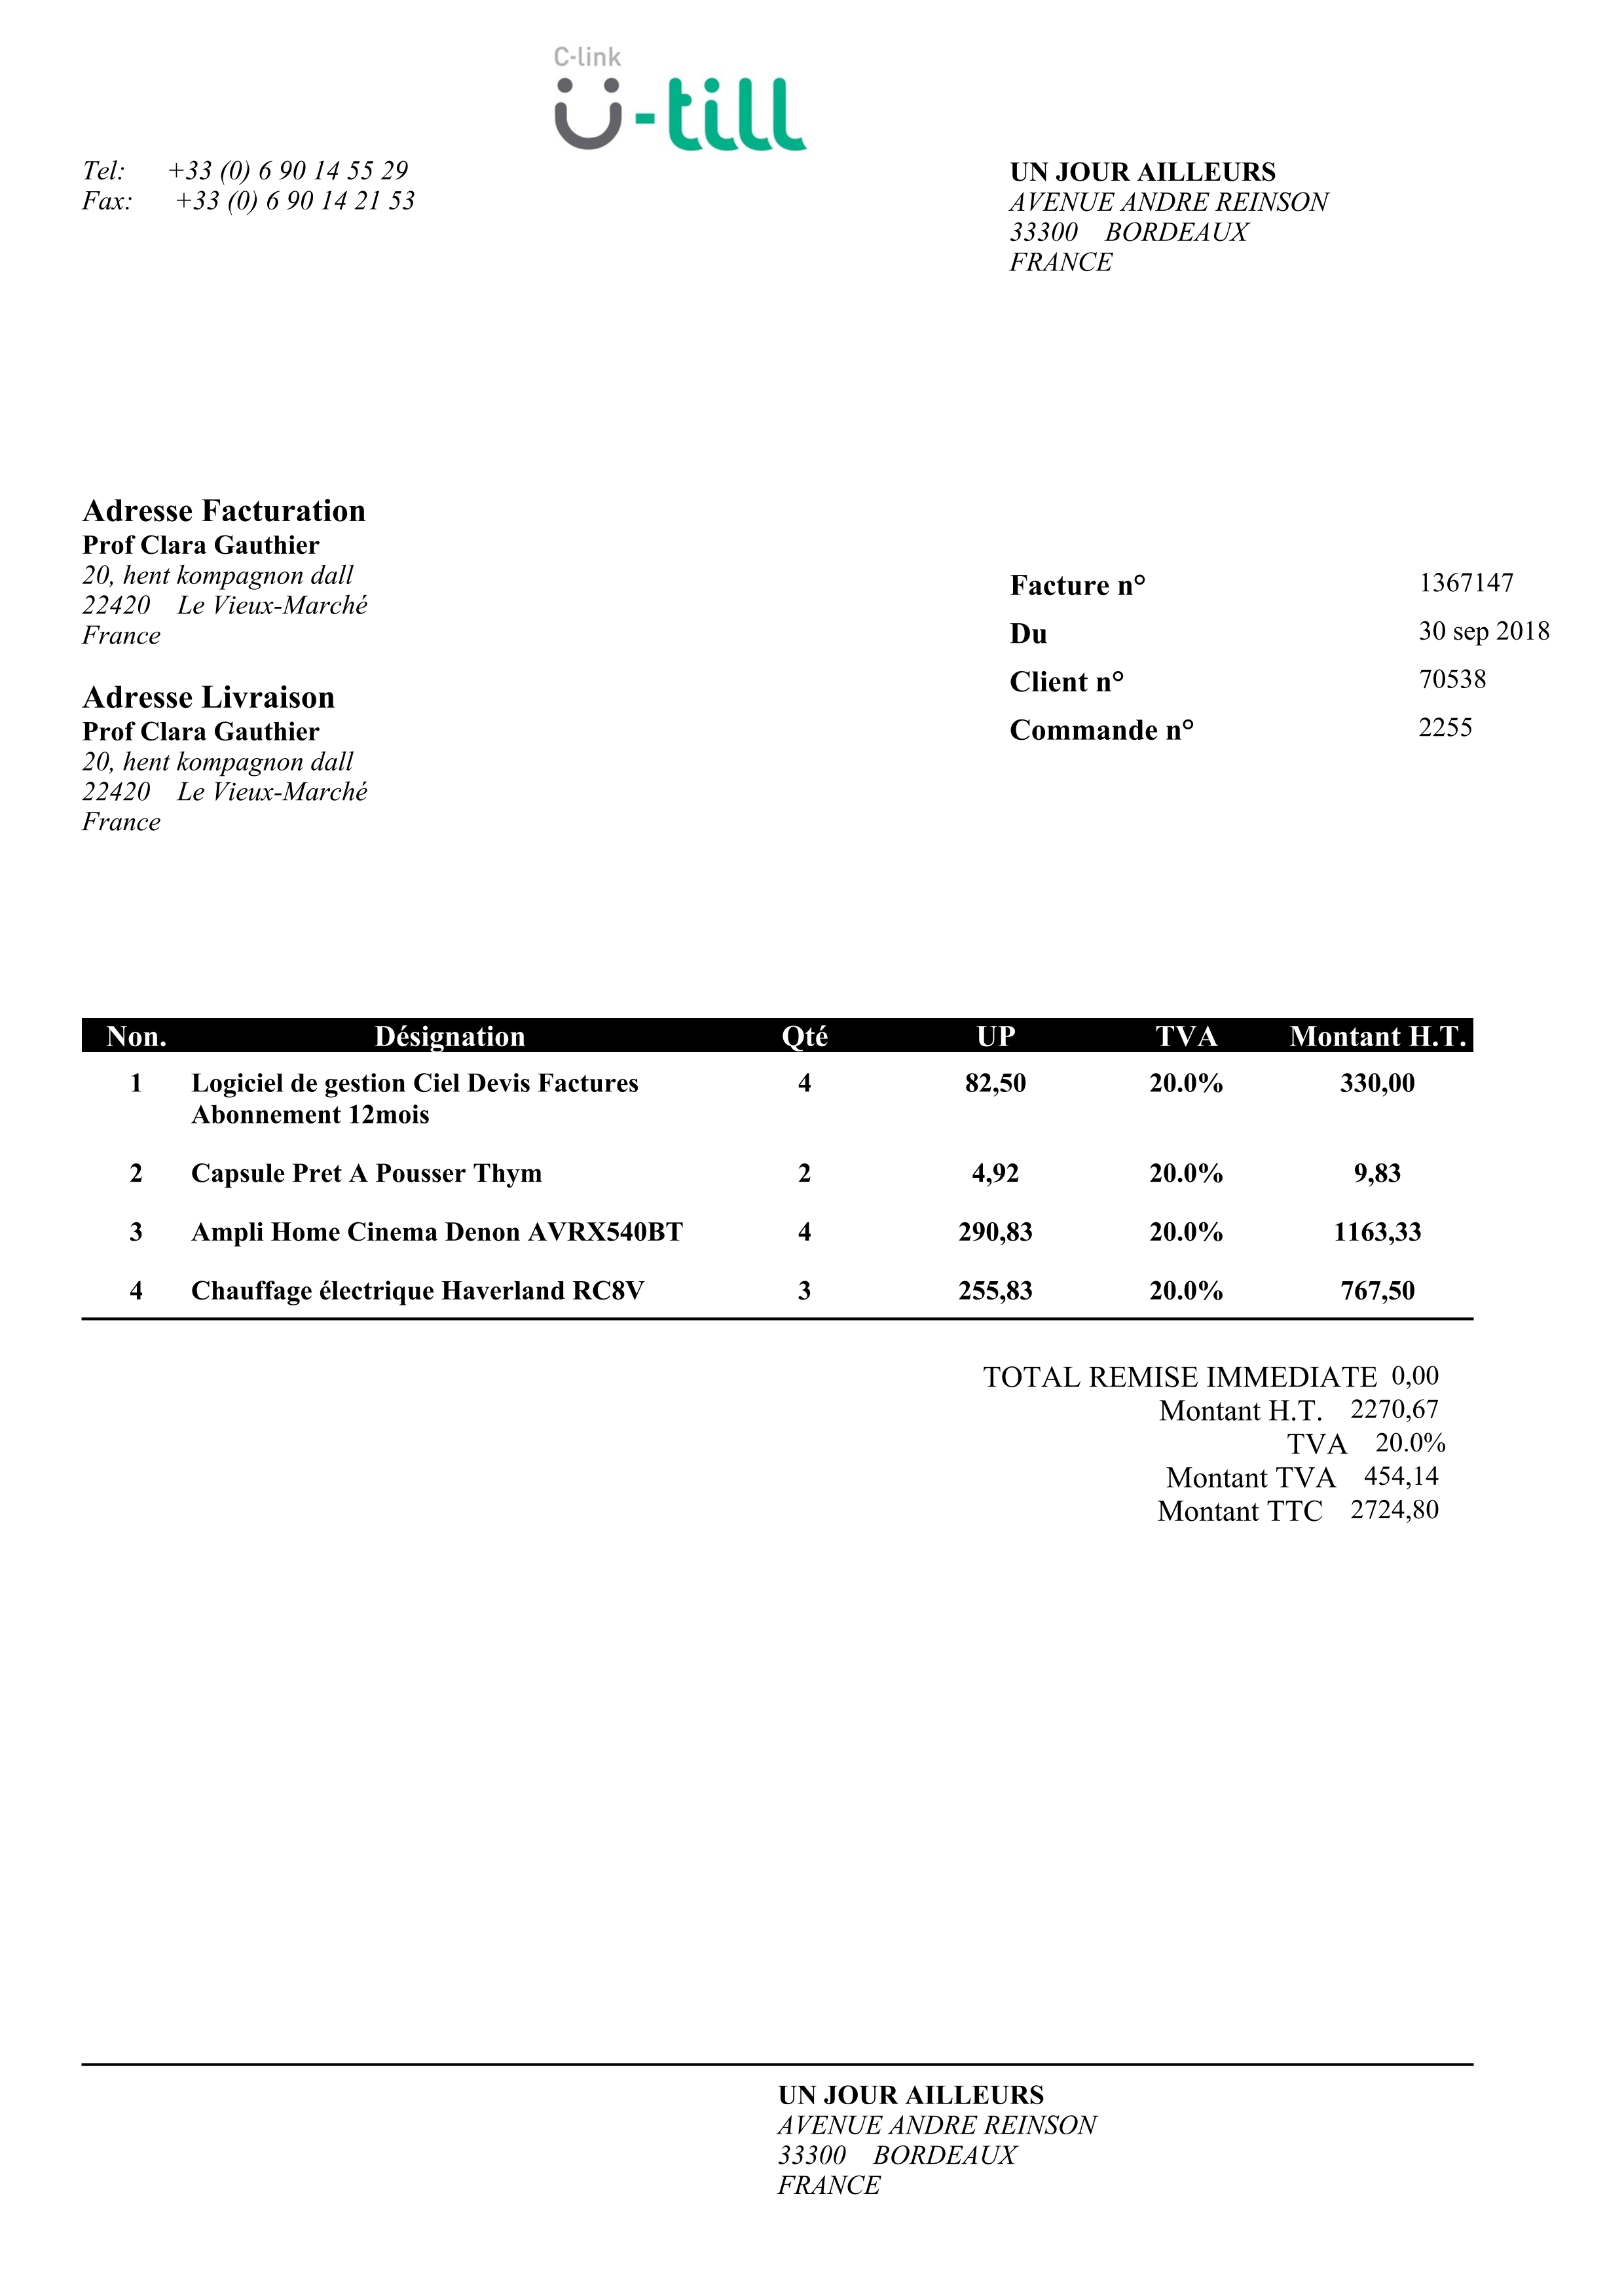 C-link
ü-till
Tel: +33 (0) 6 90 14 55 29
Fax: +33 (0) 6 90 14 21 53
UN JOUR AILLEURS
AVENUE ANDRE REINSON
33300 BORDEAUX
FRANCE
Adresse Facturation
Prof Clara Gauthier
20, hent kompagnon dall
22420 Le Vieux-Marché
France
Adresse Livraison
Prof Clara Gauthier
20, hent kompagnon dall
22420 Le Vieux-Marché
France
Facture n° 1367147
Du 30 sep 2018
Client n° 70538
Commande n° 2255
Non. Désignation Qté UP TVA Montant H.T.
1 Logiciel de gestion Ciel Devis Factures 4 82,50 20.0% 330,00
Abonnement 12mois
2 Capsule Pret A Pousser Thym 2 4,92 20.0% 9,83
3 Ampli Home Cinema Denon AVRX540BT 4 290,83 20.0% 1163,33
4 Chauffage électrique Haverland RC8V 3 255,83 20.0% 767,50
TOTAL REMISE IMMEDIATE 0,00
Montant H.T. 2270,67
TVA 20.0%
Montant TVA 454,14
Montant TTC 2724,80
UN JOUR AILLEURS
AVENUE ANDRE REINSON
33300 BORDEAUX
FRANCE